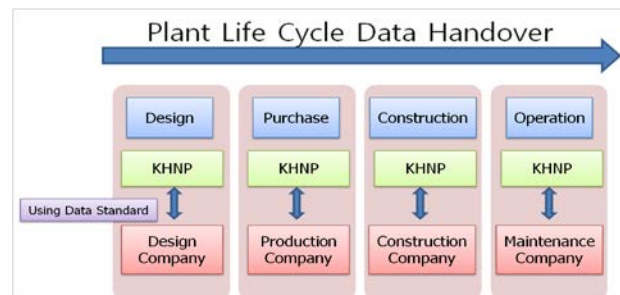 Plant Life Cycle Data Handover
Design
Purchase
Construction
Operation
KHNP
KHNP
KHNP
KHNP
Using Data Standard
Design
Company
Production
Company
Construction
Company
Maintenance
Company